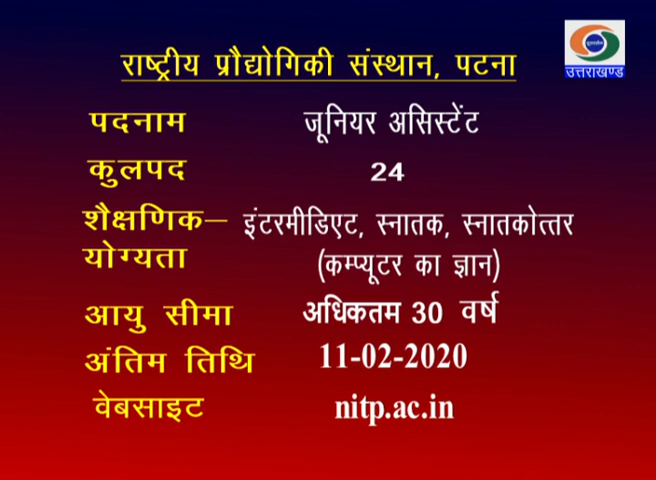 राष्ट्रीय प्रौद्योगिकी संस्थान, पटना
उत्तराखण्ड
पदनाम जूनियर असिस्टेंट
कुलपद 24
शैक्षणिक– इंटरमीडिएट, स्नातक, स्नातकोत्तर
योग्यता (कम्प्यूटर का ज्ञान)
आयु सीमा अधिकतम 30 वर्ष
अंतिम तिथि 11-02-2020
वेबसाइट nitp.ac.in